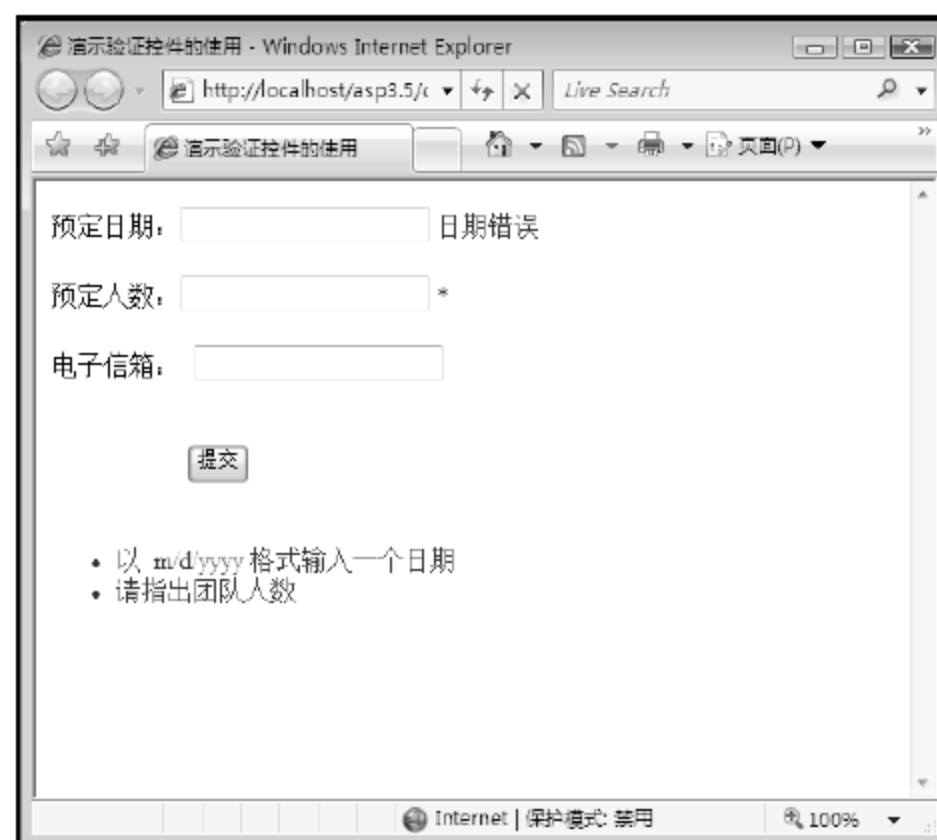 演示验证控件的使用 - Windows Internet Explorer
http://localhost/asp3.5/c
Live Search
演示验证控件的使用
页面(P)
预定日期： 日期错误
预定人数： *
电子信箱：
提交
• 以 m/d/yyyy 格式输入一个日期
• 请指出团队人数
Internet | 保护模式: 禁用
100%